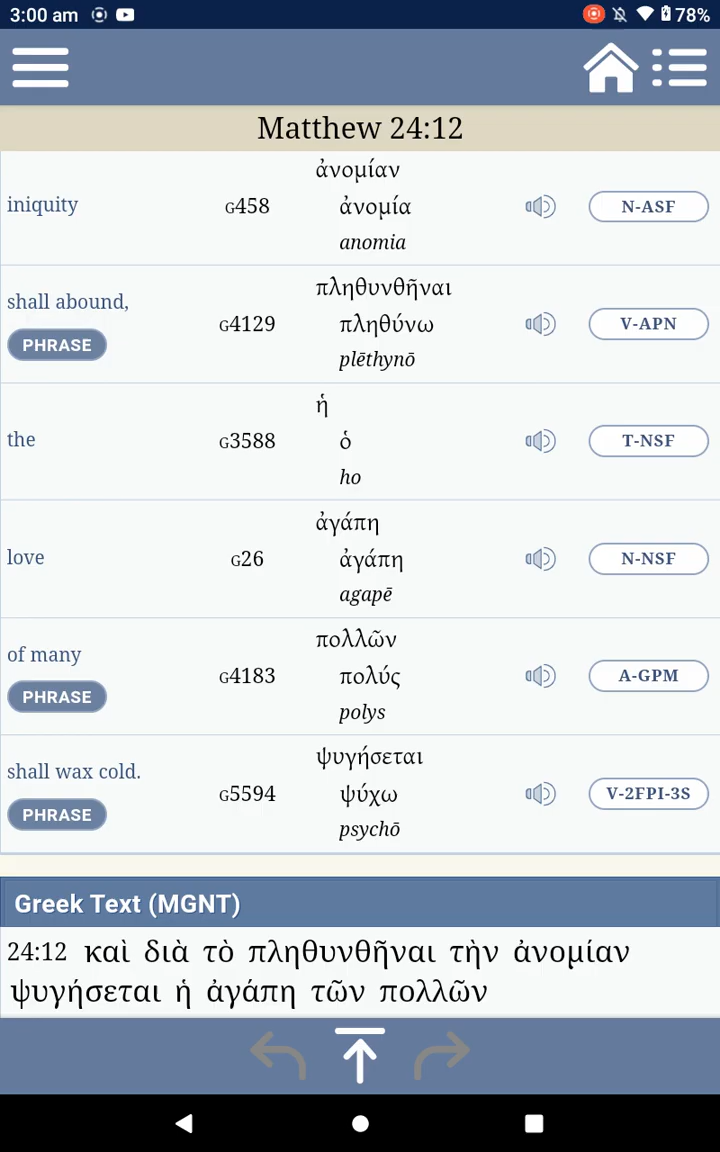 3:00 am 78%
Matthew 24:12
ἀνομίαν
iniquity G458 ἀνομία N-ASF
anomia
πληθυνθῆναι
shall abound, G4129 πληθύνω V-APN
PHRASE plēthynō
ἡ
the G3588 ὁ T-NSF
ho
ἀγάπη
love G26 ἀγάπη N-NSF
agapē
πολλῶν
of many G4183 πολύς A-GPM
PHRASE polys
ψυγήσεται
shall wax cold. G5594 ψύχω V-2FPI-3S
PHRASE psychō
Greek Text (MGNT)
24:12 καὶ διὰ τὸ πληθυνθῆναι τὴν ἀνομίαν
ψυγήσεται ἡ ἀγάπη τῶν πολλῶν